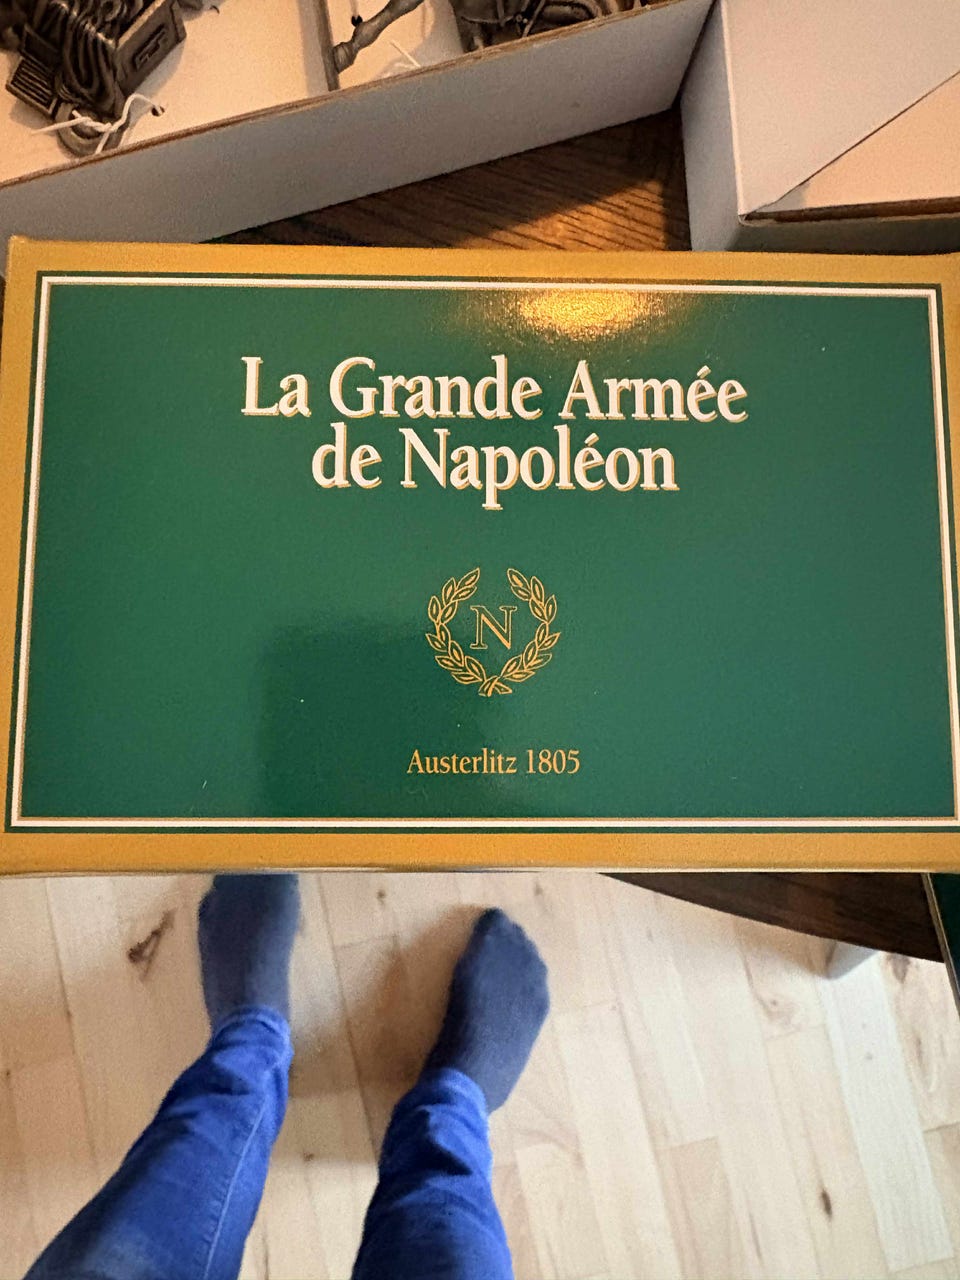 La Grande Armée
de Napoléon
N
Austerlitz 1805